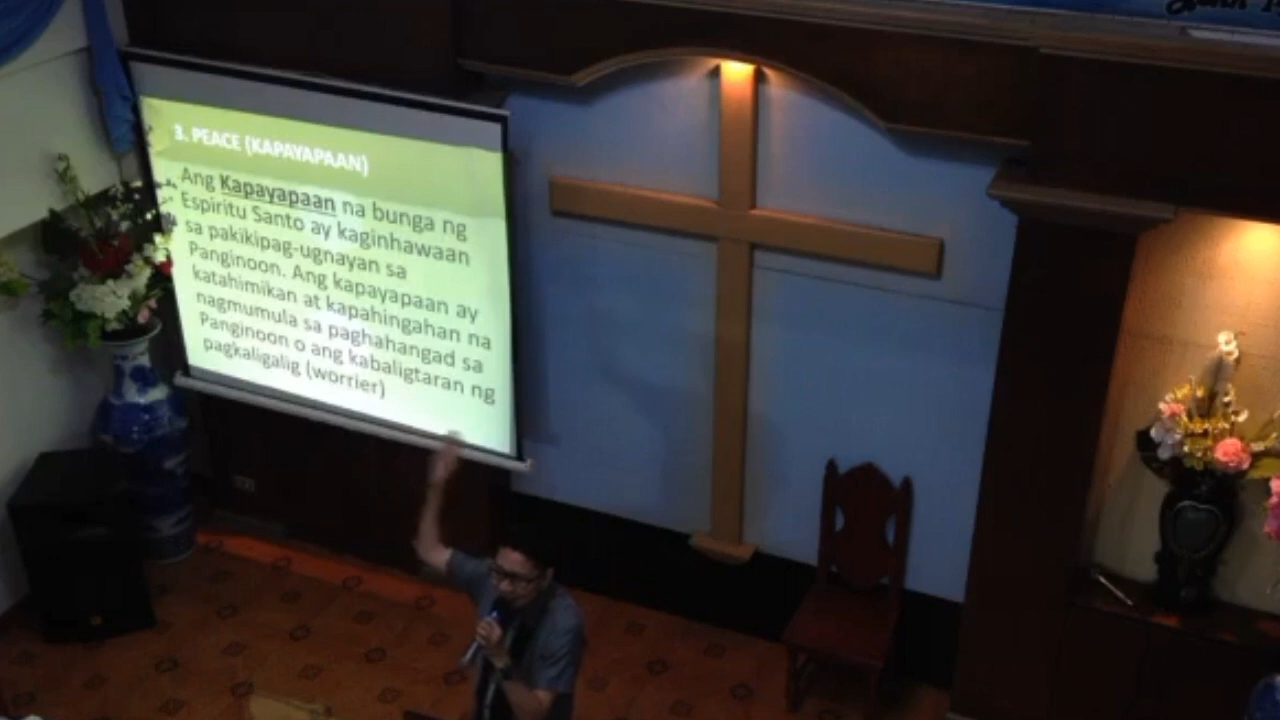 3. PEACE (KAPAYAPAAN)
Ang Kapayapaan na bunga ng
Espiritu Santo ay kaginhawaan
sa pakikipag-ugnayan sa
Panginoon. Ang kapayapaan ay
katahimikan at kapahingahan na
nagmumula sa paghahangad sa
Panginoon o ang kabaligtaran ng
pagkaligalig (worrier)